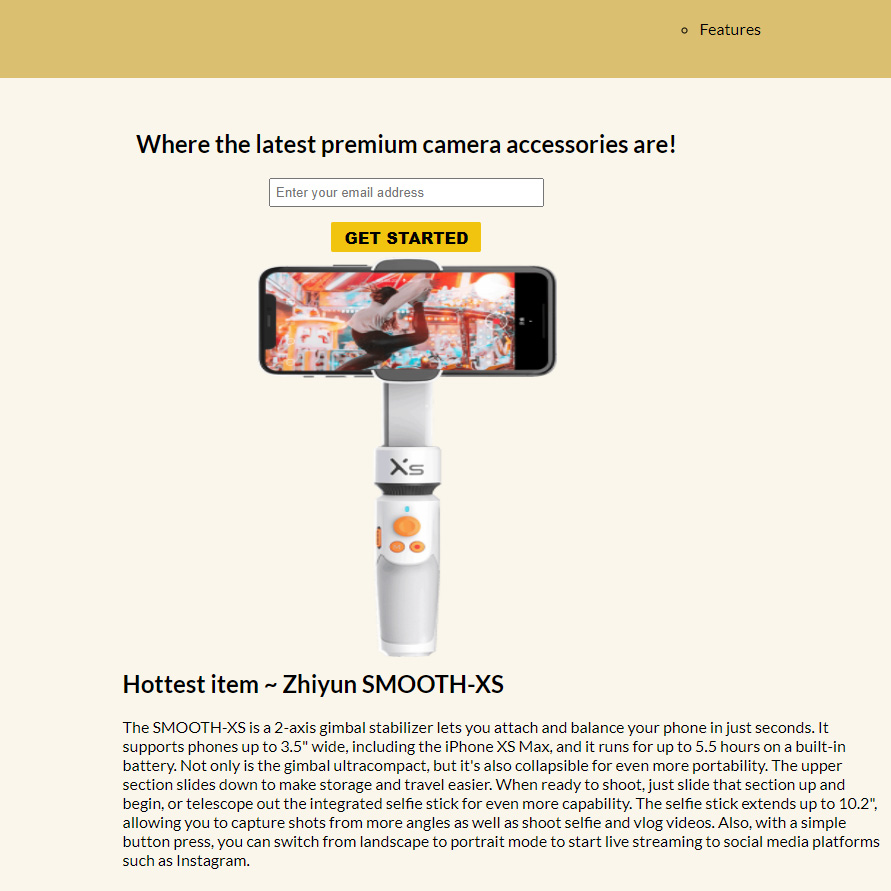 Features
Where the latest premium camera accessories are!
Enter your email address
GET STARTED
XS
Hottest item ~ Zhiyun SMOOTH-XS
The SMOOTH-XS is a 2-axis gimbal stabilizer lets you attach and balance your phone in just seconds. It
supports phones up to 3.5" wide, including the iPhone XS Max, and it runs for up to 5.5 hours on a built-in
battery. Not only is the gimbal ultracompact, but it's also collapsible for even more portability. The upper
section slides down to make storage and travel easier. When ready to shoot, just slide that section up and
begin, or telescope out the integrated selfie stick for even more capability. The selfie stick extends up to 10.2",
allowing you to capture shots from more angles as well as shoot selfie and vlog videos. Also, with a simple
button press, you can switch from landscape to portrait mode to start live streaming to social media platforms
such as Instagram.